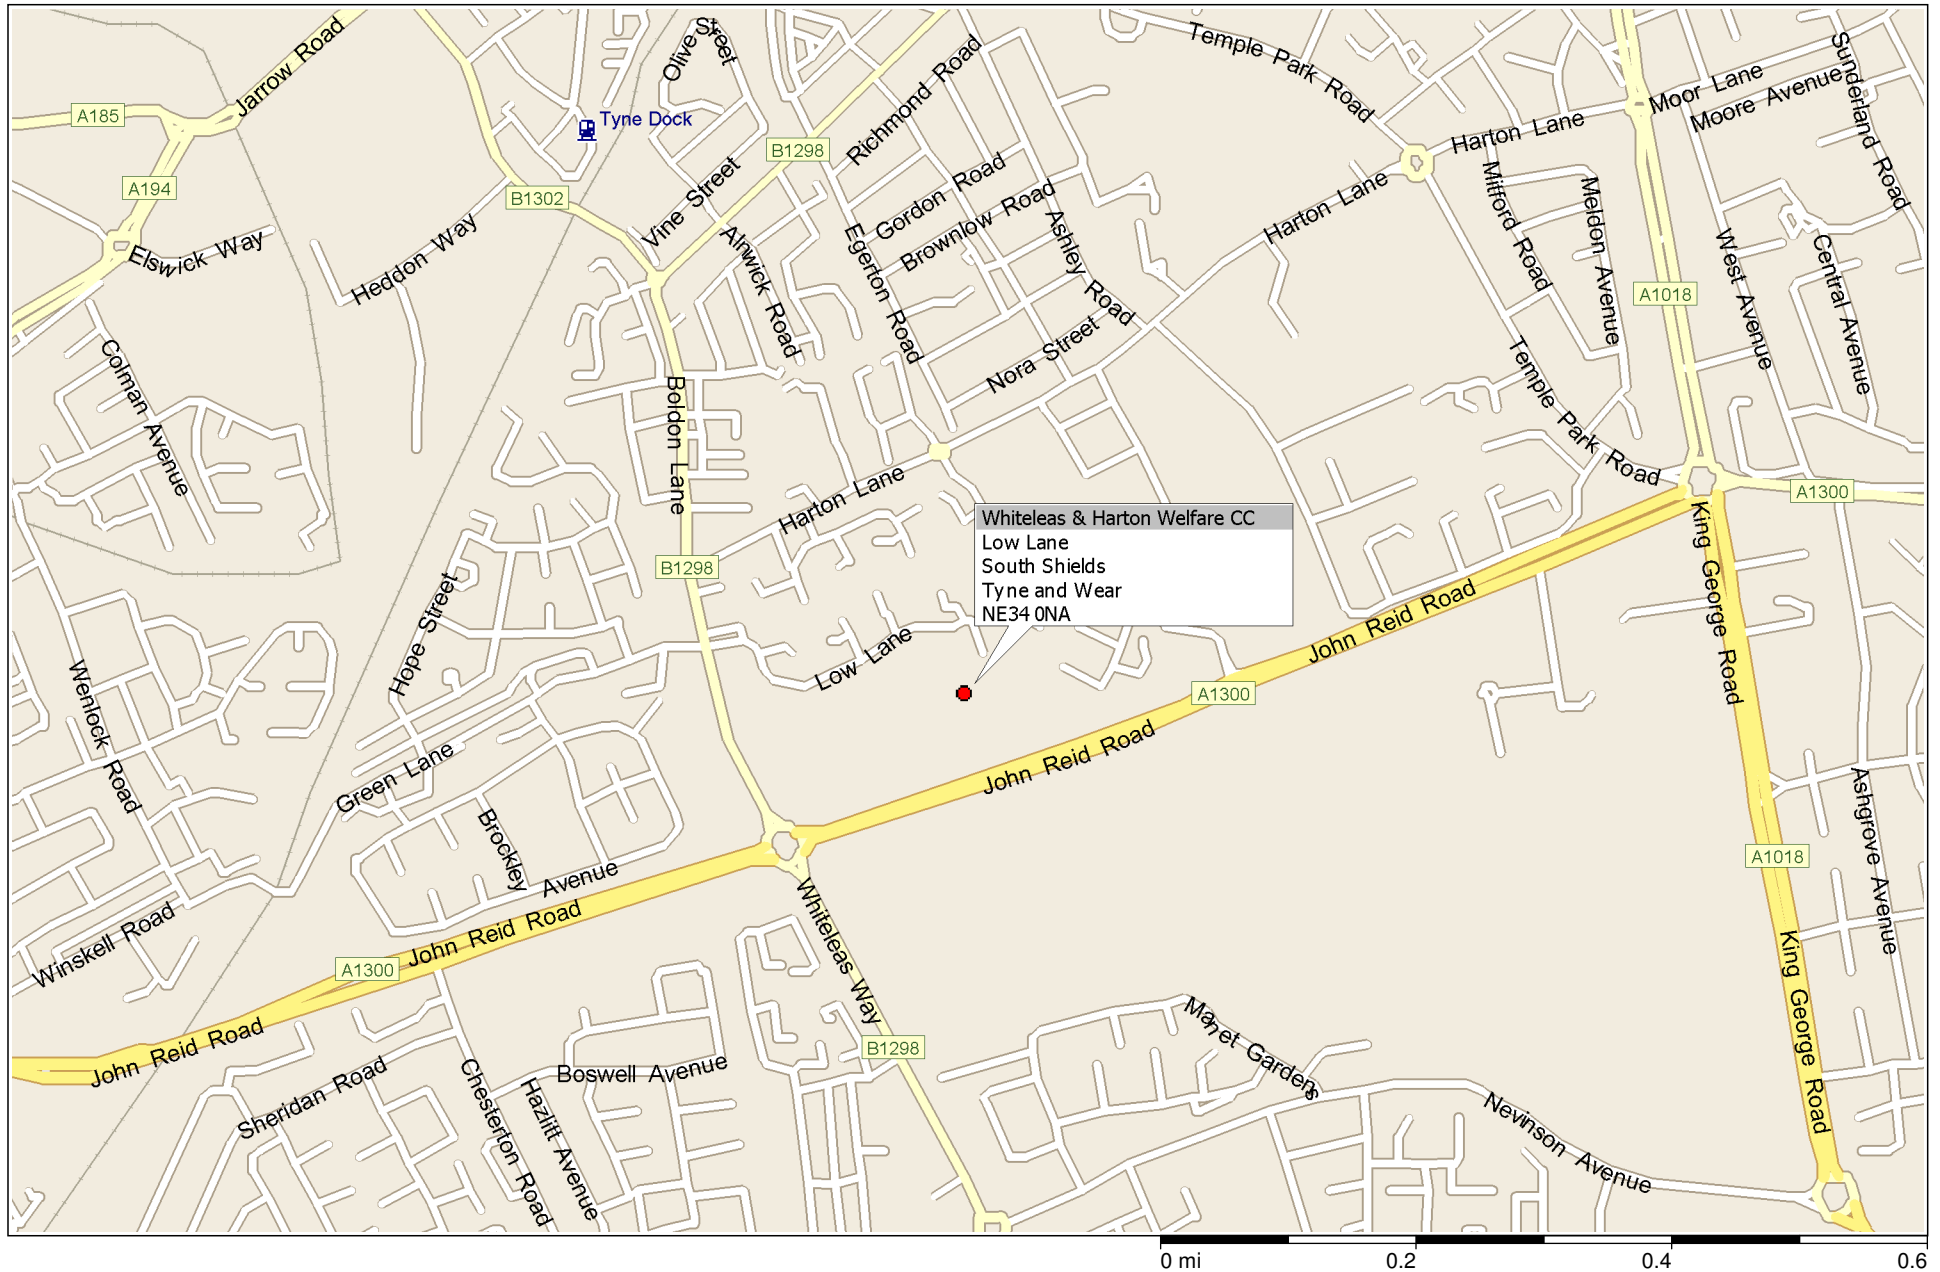 Jarrow Road
Olive Street
Temple Park Road
Moor Lane
Moore Avenue
Sunderland Road
A185
Tyne Dock
B1298
Richmond Road
Harton Lane
A194
B1302
Vine Street
Gordon Road
Brownlow Road
Ashley Road
Harton Lane
Mitford Road
Meldon Avenue
Elswick Way
Heddon Way
Alnwick Road
Egerton Road
A1018
West Avenue
Central Avenue
Nora Street
Colman Avenue
Boldon Lane
Temple Park Road
Harton Lane
A1300
B1298
Whiteleas & Harton Welfare CC
Low Lane
South Shields
Tyne and Wear
NE34 0NA
King George Road
Hope Street
John Reid Road
Low Lane
Wenlock Road
A1300
John Reid Road
Green Lane
Ashgrove Avenue
Brockley Avenue
A1018
Whiteleas Way
Winskell Road
John Reid Road
A1300
King George Road
John Reid Road
Manet Gardens
B1298
Sheridan Road
Boswell Avenue
Chesterton Road
Hazlitt Avenue
Nevinson Avenue
0 mi 0.2 0.4 0.6